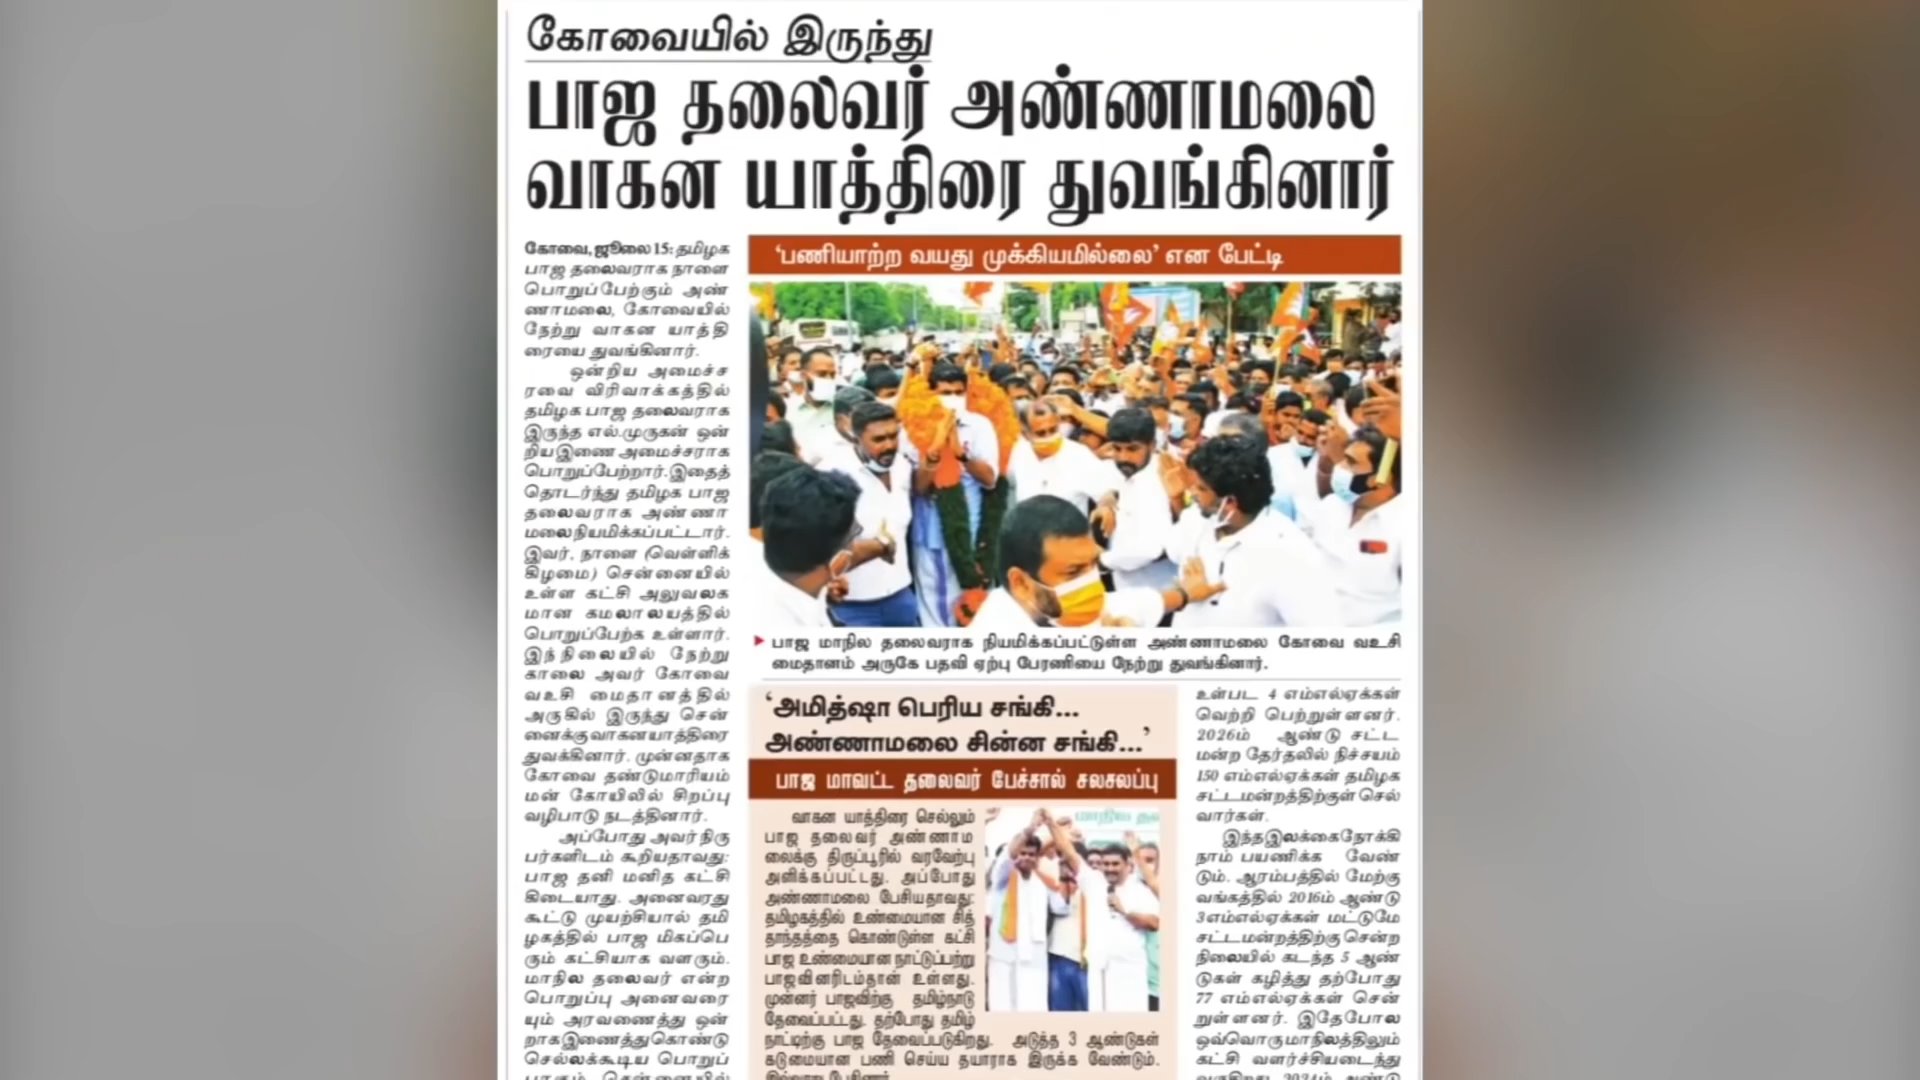 கோவையில் இருந்து
பாஜ தலைவர் அண்ணாமலை
வாகன யாத்திரை துவங்கினார்
கோவை, ஜூலை 15: தமிழக
பாஜ தலைவராக நாளை
பொறுப்பேற்கும் அண்
ணாமலை, கோவையில்
நேற்று வாகன யாத்தி
ரையை துவங்கினார்.
ஒன்றிய அமைச்ச
ரவை விரிவாக்கத்தில்
தமிழக பாஜ தலைவராக
இருந்த எல்.முருகன் ஒன்
றிய இணை அமைச்சராக
பொறுப்பேற்றார். இதைத்
தொடர்ந்து தமிழக பாஜ
தலைவராக அண்ணா
மலை நியமிக்கப்பட்டார்.
இவர், நாளை (வெள்ளிக்
கிழமை) சென்னையில்
உள்ள கட்சி அலுவலக
மான கமலாலயத்தில்
பொறுப்பேற்க உள்ளார்.
இந்நிலையில் நேற்று
காலை அவர் கோவை
வஉசி மைதானத்தில்
அருகில் இருந்து சென்
னைக்கு வாகன யாத்திரை
துவக்கினார். முன்னதாக
கோவை தண்டுமாரியம்
மன் கோயிலில் சிறப்பு
வழிபாடு நடத்தினார்.
அப்போது அவர் நிரு
பர்களிடம் கூறியதாவது:
பாஜ தனி மனித கட்சி
கிடையாது. அனைவரது
கூட்டு முயற்சியால் தமி
ழகத்தில் பாஜ மிகப்பெ
ரும் கட்சியாக வளரும்.
மாநில தலைவர் என்ற
பொறுப்பு அனைவரை
யும் அரவணைத்து ஒன்
றாக இணைத்து கொண்டு
செல்லக்கூடிய பொறுப்
‘பணியாற்ற வயது முக்கியமில்லை’ என பேட்டி
பாஜ மாநில தலைவராக நியமிக்கப்பட்டுள்ள அண்ணாமலை கோவை வஉசி
மைதானம் அருகே பதவி ஏற்பு பேரணியை நேற்று துவங்கினார்.
‘அமித்ஷா பெரிய சங்கி...
அண்ணாமலை சின்ன சங்கி...’
பாஜ மாவட்ட தலைவர் பேச்சால் சலசலப்பு
வாகன யாத்திரை செல்லும்
பாஜ தலைவர் அண்ணாம
லைக்கு திருப்பூரில் வரவேற்பு
அளிக்கப்பட்டது. அப்போது
அண்ணாமலை பேசியதாவது:
தமிழகத்தில் உண்மையான சித்
தாந்தத்தை கொண்டுள்ள கட்சி
பாஜ உண்மையான நாட்டுப்பற்று
பாஜவினரிடம்தான் உள்ளது.
முன்னர் பாஜவிற்கு தமிழ்நாடு
தேவைப்பட்டது. தற்போது தமிழ்
நாட்டிற்கு பாஜ தேவைப்படுகிறது. அடுத்த 3 ஆண்டுகள்
கடுமையான பணி செய்ய தயாராக இருக்க வேண்டும்.
உள்பட 4 எம்எல்ஏக்கள்
வெற்றி பெற்றுள்ளனர்.
2026ம் ஆண்டு சட்ட
மன்ற தேர்தலில் நிச்சயம்
150 எம்எல்ஏக்கள் தமிழக
சட்டமன்றத்திற்குள் செல்
வார்கள்.
இந்த இலக்கை நோக்கி
நாம் பயணிக்க வேண்
டும். ஆரம்பத்தில் மேற்கு
வங்கத்தில் 2016ம் ஆண்டு
3 எம்எல்ஏக்கள் மட்டுமே
சட்டமன்றத்திற்கு சென்ற
நிலையில் கடந்த 5 ஆண்
டுகள் கழித்து தற்போது
77 எம்எல்ஏக்கள் சென்
றுள்ளனர். இதேபோல
ஒவ்வொரு மாநிலத்திலும்
கட்சி வளர்ச்சியடைந்து